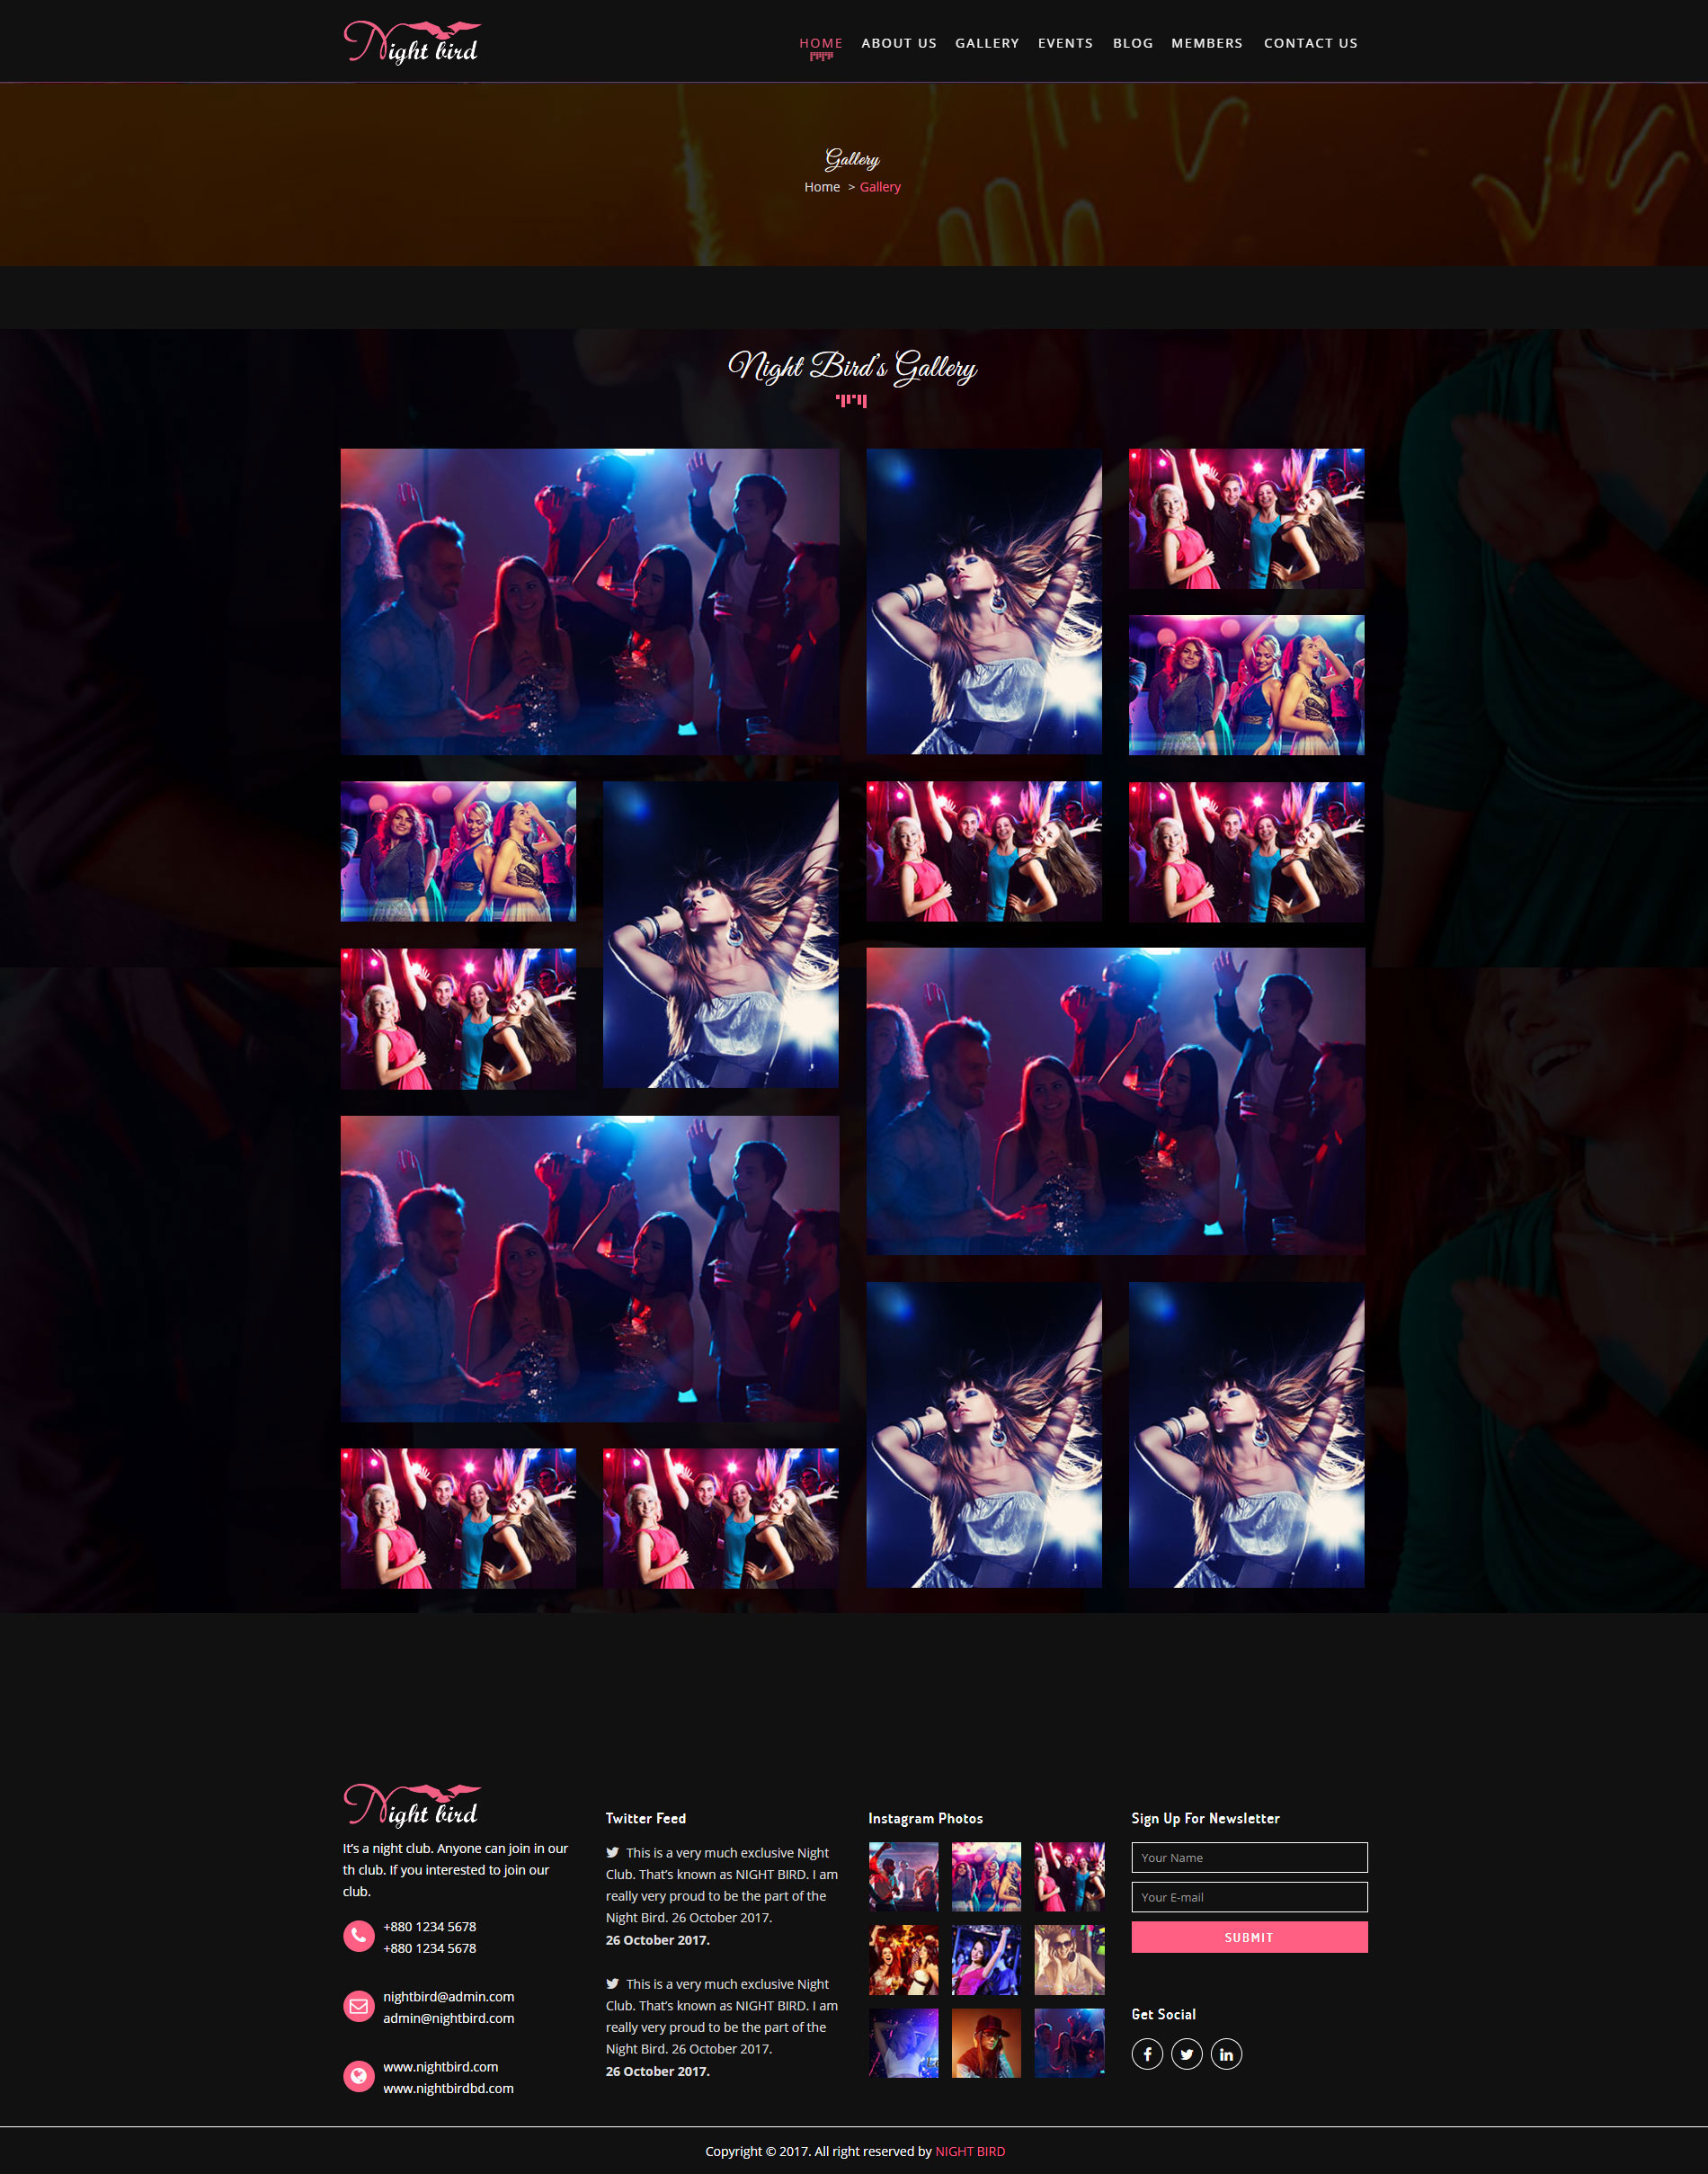 Night bird
HOME ABOUT US GALLERY EVENTS BLOG MEMBERS CONTACT US
Gallery
Home > Gallery
Night Bird's Gallery
Night bird
It's a night club. Anyone can join in our
th club. If you interested to join our
club.
+880 1234 5678
+880 1234 5678
nightbird@admin.com
admin@nightbird.com
www.nightbird.com
www.nightbirdbd.com
Twitter Feed
This is a very much exclusive Night
Club. That's known as NIGHT BIRD. I am
really very proud to be the part of the
Night Bird. 26 October 2017.
26 October 2017.
This is a very much exclusive Night
Club. That's known as NIGHT BIRD. I am
really very proud to be the part of the
Night Bird. 26 October 2017.
26 October 2017.
Instagram Photos
Sign Up For Newsletter
Your Name
Your E-mail
SUBMIT
Get Social
Copyright © 2017. All right reserved by NIGHT BIRD